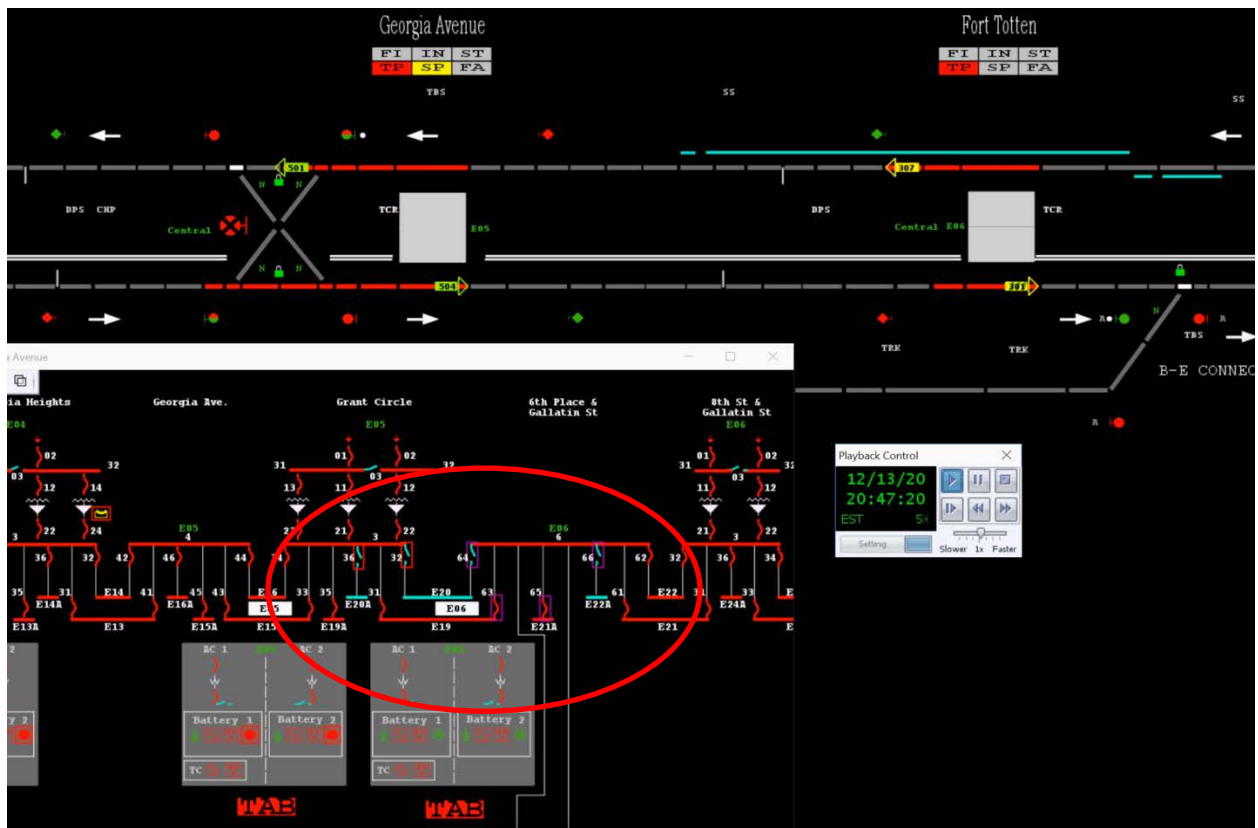 Georgia Avenue Fort Totten
FI IN ST FI IN ST
TP SP FA TP SP FA
TBS SS SS
501 307
N N
DPS CHP TCR DPS TCR
Central E05 Central E06
N N
504
N
A A
TRK TRK TBS
B-E CONNEC
A
Avenue
ia Heights Georgia Ave. Grant Circle 6th Place & Gallatin St 8th St & Gallatin St
E04 E05 E06
02 01 02 01 02
03 32 31 03 32 31 03
12 14 13 11 12 11 12
E05 E06
22 24 21 22 21 22
3 4 3 6 3
36 32 42 46 44 36 32 64 66 62 32 36 34
35 31 E14 41 45 43 33 35 31 E20 63 65 61 E22 33
E14A E16A E20A E06 E22A E24A
E13A E13 E15A E15 E19A E19 E21A E21
AC 1 AC 2 AC 1 AC 2
Battery 1 Battery 2 Battery 1 Battery 2
TC TC
TAB TAB
Playback Control
12/13/20
20:47:20
EST 5x
Setting Slower 1x Faster